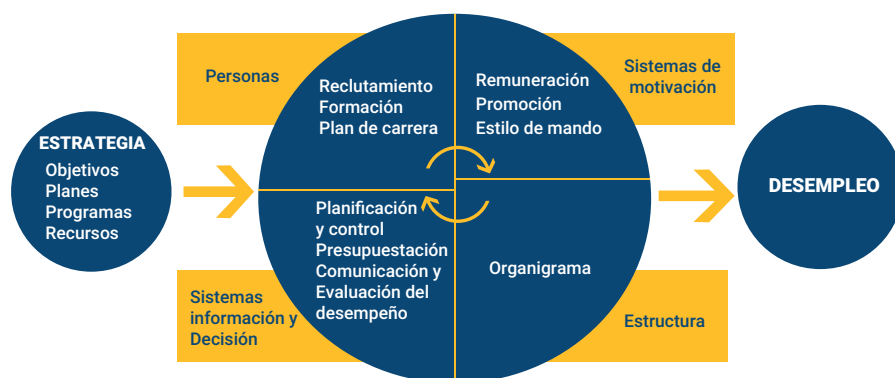 ESTRATEGIA
Objetivos
Planes
Programas
Recursos
Personas
Reclutamiento
Formación
Plan de carrera
Remuneración
Promoción
Estilo de mando
Sistemas de
motivación
Sistemas
información y
Decisión
Planificación
y control
Presupuestación
Comunicación y
Evaluación del
desempeño
Organigrama
Estructura
DESEMPLEO